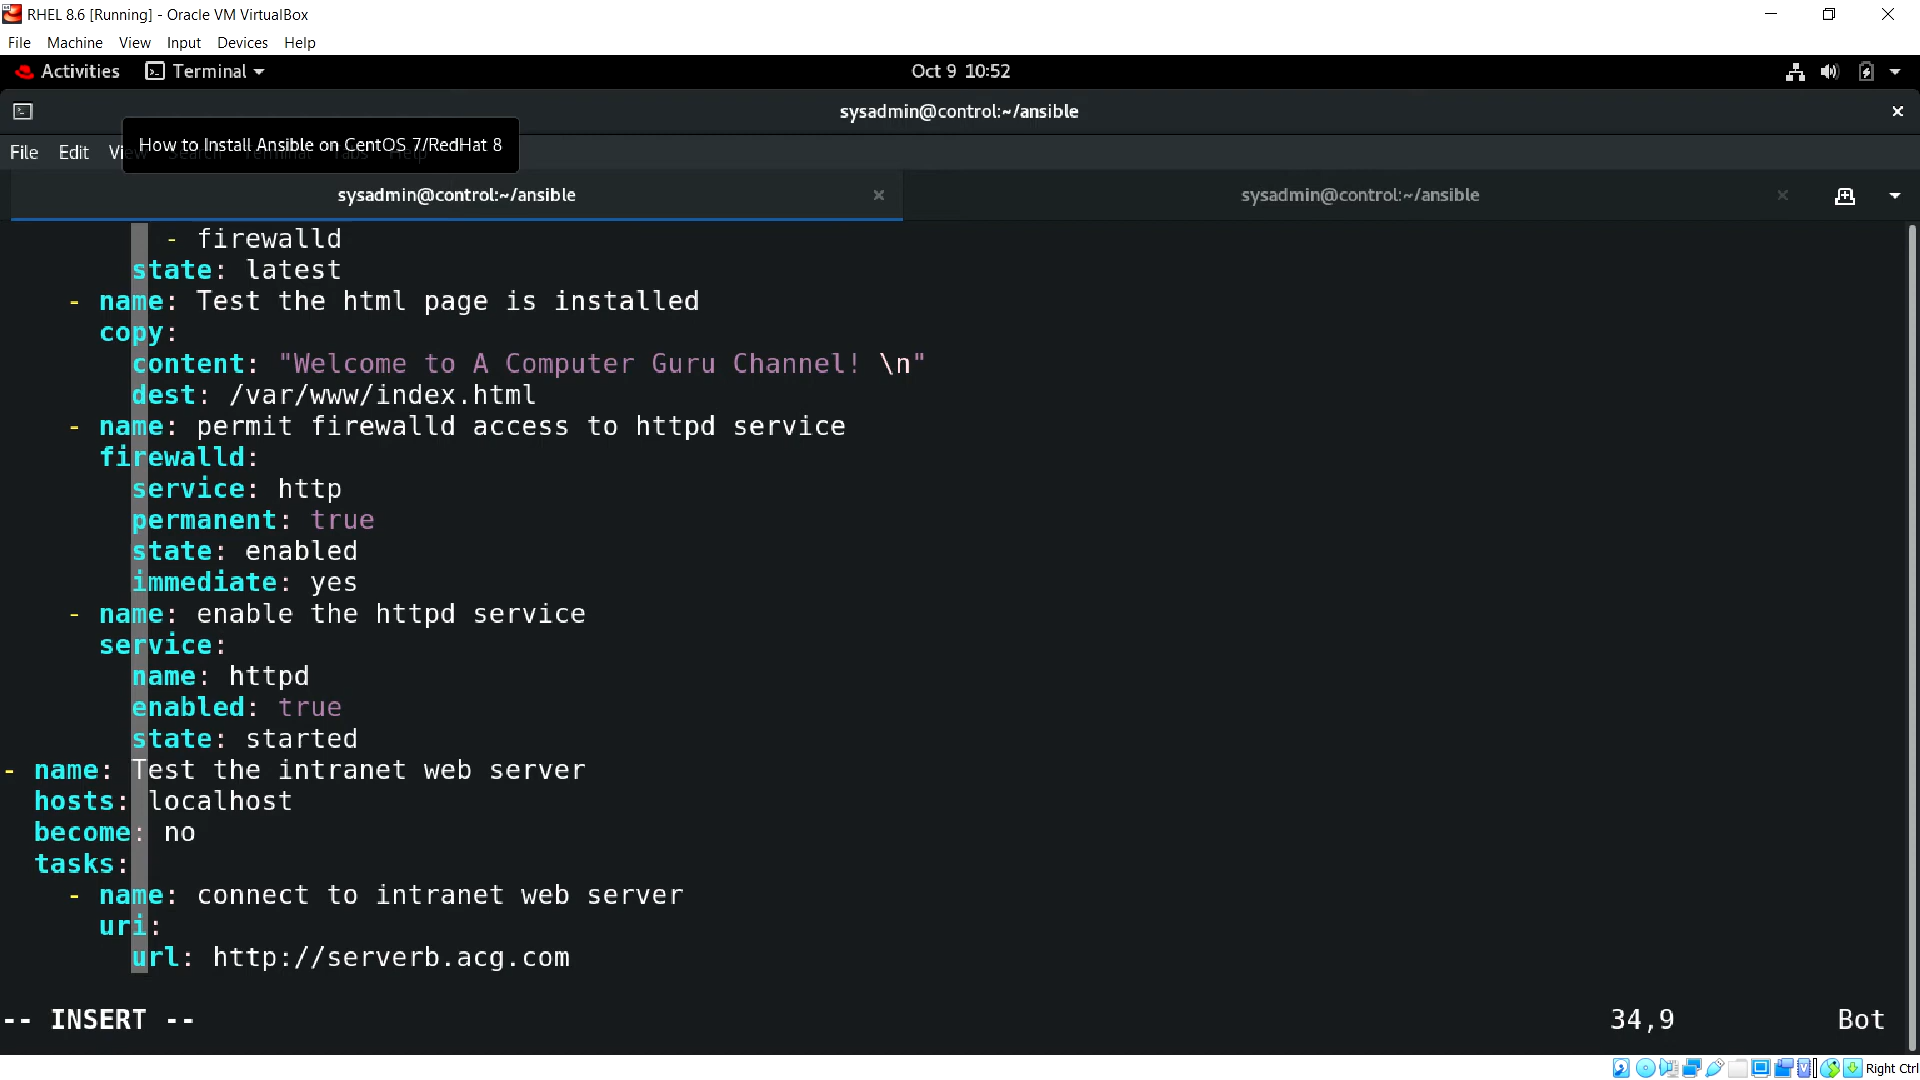 RHEL 8.6 [Running] - Oracle VM VirtualBox
File Machine View Input Devices Help
Activities Terminal Oct 9 10:52
sysadmin@control:~/ansible
How to Install Ansible on CentOS 7/RedHat 8
File Edit View Search Terminal Tabs Help
sysadmin@control:~/ansible sysadmin@control:~/ansible
- firewalld
state: latest
- name: Test the html page is installed
copy:
content: "Welcome to A Computer Guru Channel! \n"
dest: /var/www/index.html
- name: permit firewalld access to httpd service
firewalld:
service: http
permanent: true
state: enabled
immediate: yes
- name: enable the httpd service
service:
name: httpd
enabled: true
state: started
- name: Test the intranet web server
hosts: localhost
become: no
tasks:
- name: connect to intranet web server
uri:
url: http://serverb.acg.com
-- INSERT -- 34,9 Bot
Right Ctrl